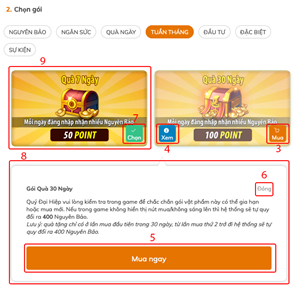 2. Chọn gói
NGUYÊN BẢO NGÂN SÁCH QUÀ NGÀY TUẦN THÁNG ĐẦU TƯ ĐẶC BIỆT
SỰ KIỆN
9
Quà 7 Ngày Quà 30 Ngày
Mỗi ngày đăng nhập nhận nhiều Nguyên Bảo Mỗi ngày đăng nhập nhận nhiều Nguyên Bảo
7
50 POINT Chọn Xem 100 POINT Mua
8 4 3
6
Gói Quà 30 Ngày Đóng
Quý Đại Hiệp vui lòng kiểm tra trong game để chắc chắn gói vật phẩm này có thể gia hạn
hoặc mua mới. Nếu trong game không hiển thị nút mua/không sáng lên thì hệ thống sẽ tự quy
đổi ra 400 Nguyên Bảo.
Lưu ý: quà tặng chỉ có ở lần mua đầu tiên trong 30 ngày, từ lần mua thứ 2 trở đi hệ thống sẽ tự
quy đổi ra 400 Nguyên Bảo.
5
Mua ngay